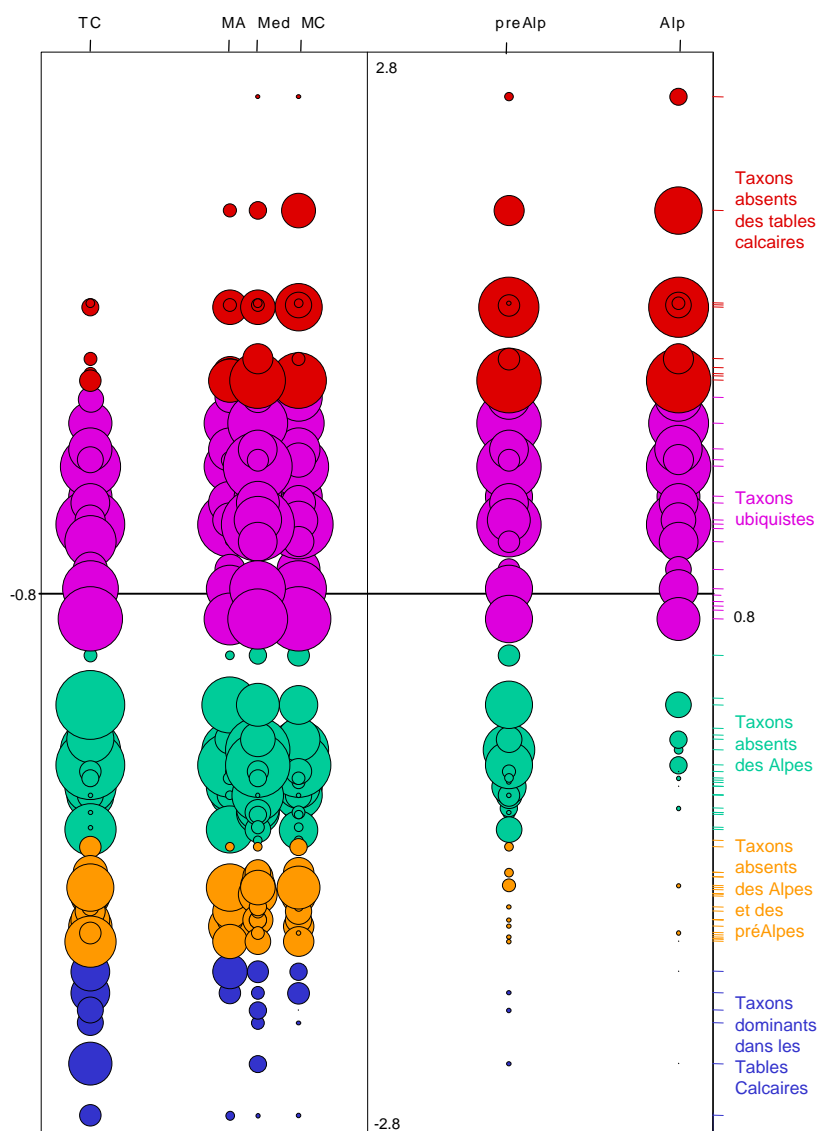 TC MA Med MC preAlp Alp
2.8
Taxons
absents
des tables
calcaires
Taxons
ubiquistes
-0.8
0.8
Taxons
absents
des Alpes
Taxons
absents
des Alpes
et des
préAlpes
Taxons
dominants
dans les
Tables
Calcaires
-2.8